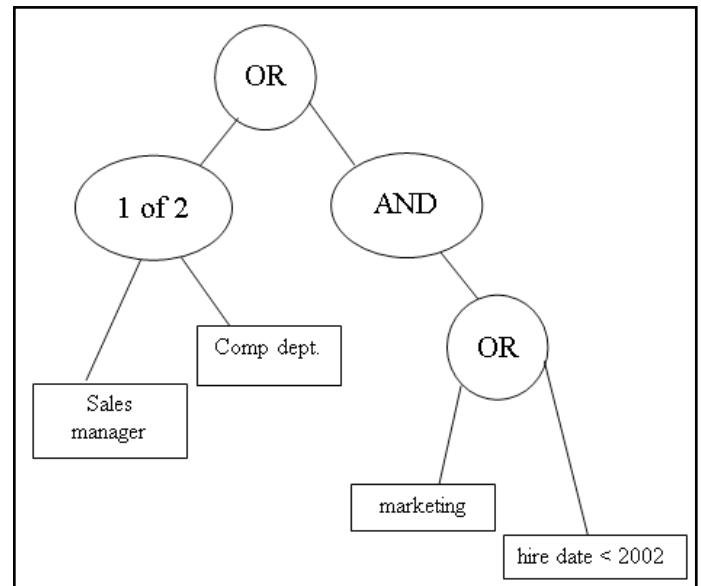 OR
1 of 2
AND
OR
Comp dept.
Sales
manager
marketing
hire date < 2002